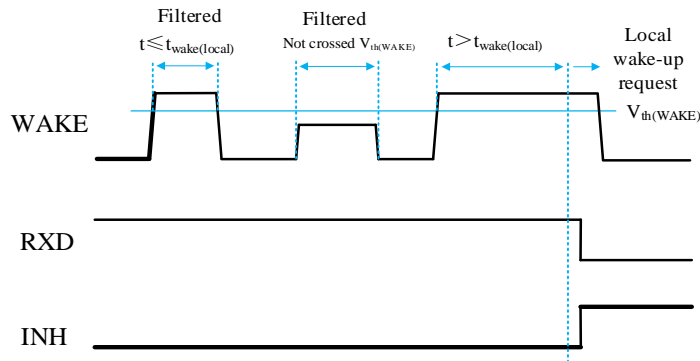 Filtered
t≤twake(local)
Filtered
Not crossed Vth(WAKE)
t>twake(local)
Local
wake-up
request
WAKE
Vth(WAKE)
RXD
INH